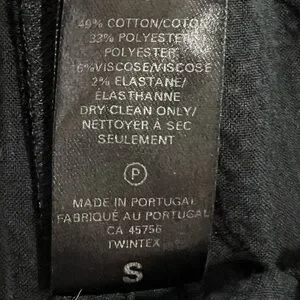 49% COTTON/COTON
33% POLYESTER/
POLYESTER
16%VISCOSE/VISCOSE
2% ELASTANE/
ELASTHANNE
DRY CLEAN ONLY/
NETTOYER À SEC
SEULEMENT
P
MADE IN PORTUGAL
FABRIQUÉ AU PORTUGAL
CA 45756
TWINTEX
S